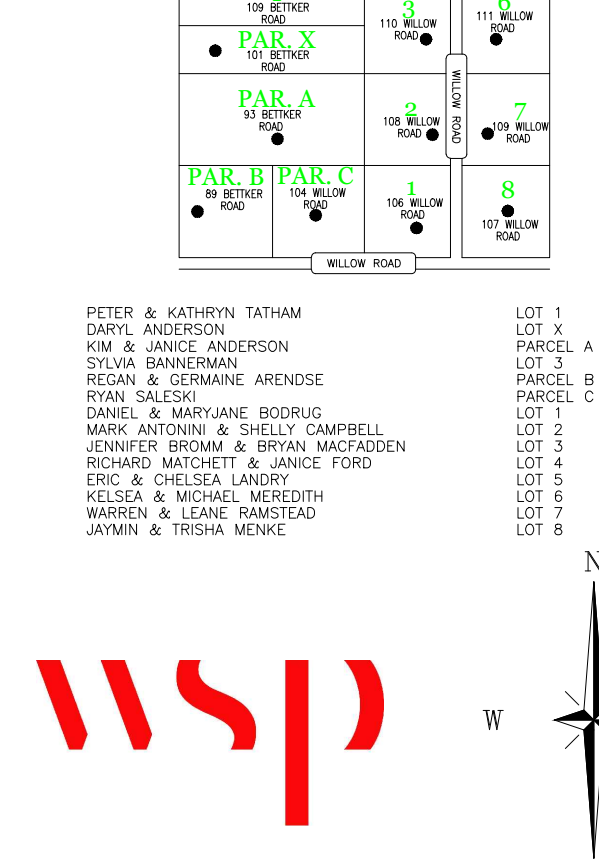 109 BETTKER
ROAD
3
110 WILLOW
ROAD
6
111 WILLOW
ROAD
PAR. X
101 BETTKER
ROAD
WILLOW ROAD
PAR. A
93 BETTKER
ROAD
2
108 WILLOW
ROAD
7
109 WILLOW
ROAD
PAR. B
89 BETTKER
ROAD
PAR. C
104 WILLOW
ROAD
1
106 WILLOW
ROAD
8
107 WILLOW
ROAD
WILLOW ROAD
PETER & KATHRYN TATHAM LOT 1
DARYL ANDERSON LOT X
KIM & JANICE ANDERSON PARCEL A
SYLVIA BANNERMAN LOT 3
REGAN & GERMAINE ARENDSE PARCEL B
RYAN SALESKI PARCEL C
DANIEL & MARYJANE BODRUG LOT 1
MARK ANTONINI & SHELLY CAMPBELL LOT 2
JENNIFER BROMM & BRYAN MACFADDEN LOT 3
RICHARD MATCHETT & JANICE FORD LOT 4
ERIC & CHELSEA LANDRY LOT 5
KELSEA & MICHAEL MEREDITH LOT 6
WARREN & LEANE RAMSTEAD LOT 7
JAYMIN & TRISHA MENKE LOT 8
N
W
wsp